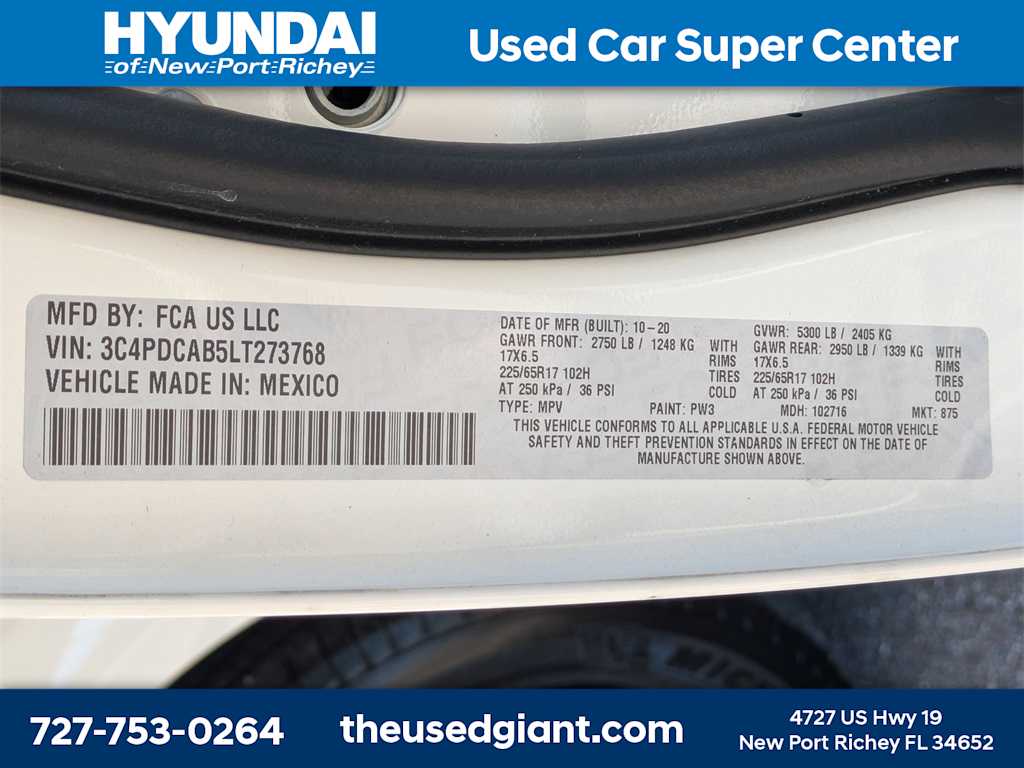 HYUNDAI
of New Port Richey
Used Car Super Center
MFD BY: FCA US LLC
VIN: 3C4PDCAB5LT273768
VEHICLE MADE IN: MEXICO
DATE OF MFR (BUILT): 10-20
GAWR FRONT: 2750 LB / 1248 KG WITH
17X6.5 RIMS
225/65R17 102H TIRES
AT 250 kPa / 36 PSI COLD
TYPE: MPV PAINT: PW3
GVWR: 5300 LB / 2405 KG
GAWR REAR: 2950 LB / 1339 KG WITH
17X6.5 RIMS
225/65R17 102H TIRES
AT 250 kPa / 36 PSI COLD
MDH: 102716 MKT: 875
THIS VEHICLE CONFORMS TO ALL APPLICABLE U.S.A. FEDERAL MOTOR VEHICLE
SAFETY AND THEFT PREVENTION STANDARDS IN EFFECT ON THE DATE OF
MANUFACTURE SHOWN ABOVE.
727-753-0264
theusedgiant.com
4727 US Hwy 19
New Port Richey FL 34652